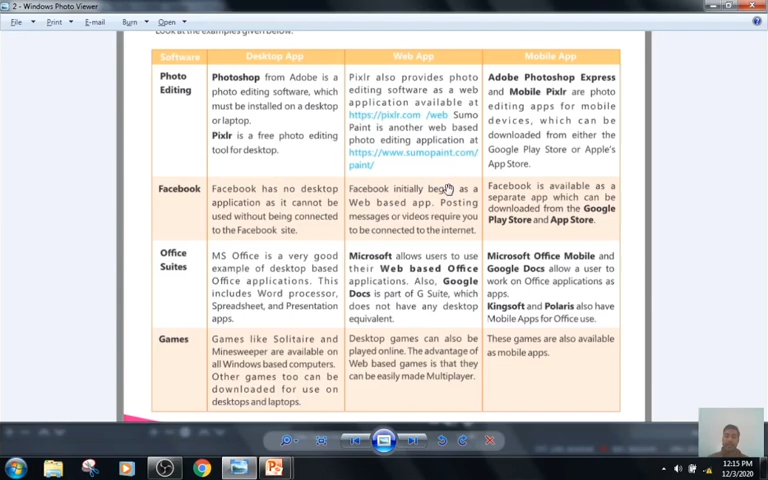 2 - Windows Photo Viewer
File Print E-mail Burn Open
Look at the examples given below.
Software Desktop App Web App Mobile App
Photo Editing
Photoshop from Adobe is a
photo editing software, which
must be installed on a desktop
or laptop.
Pixlr is a free photo editing
tool for desktop.
Pixlr also provides photo
editing software as a web
application available at
https://pixlr.com /web Sumo
Paint is another web based
photo editing application at
https://www.sumopaint.com/
paint/
Adobe Photoshop Express
and Mobile Pixlr are photo
editing apps for mobile
devices, which can be
downloaded from either the
Google Play Store or Apple's
App Store.
Facebook
Facebook has no desktop
application as it cannot be
used without being connected
to the Facebook site.
Facebook initially began as a
Web based app. Posting
messages or videos require you
to be connected to the internet.
Facebook is available as a
separate app which can be
downloaded from the Google
Play Store and App Store.
Office
Suites
MS Office is a very good
example of desktop based
Office applications. This
includes Word processor,
Spreadsheet, and Presentation
apps.
Microsoft allows users to use
their Web based Office
applications. Also, Google
Docs is part of G Suite, which
does not have any desktop
equivalent.
Microsoft Office Mobile and
Google Docs allow a user to
work on Office applications as
apps.
Kingsoft and Polaris also have
Mobile Apps for Office use.
Games
Games like Solitaire and
Minesweeper are available on
all Windows based computers.
Other games too can be
downloaded for use on
desktops and laptops.
Desktop games can also be
played online. The advantage of
Web based games is that they
can be easily made Multiplayer.
These games are also available
as mobile apps.
12:15 PM
12/3/2020